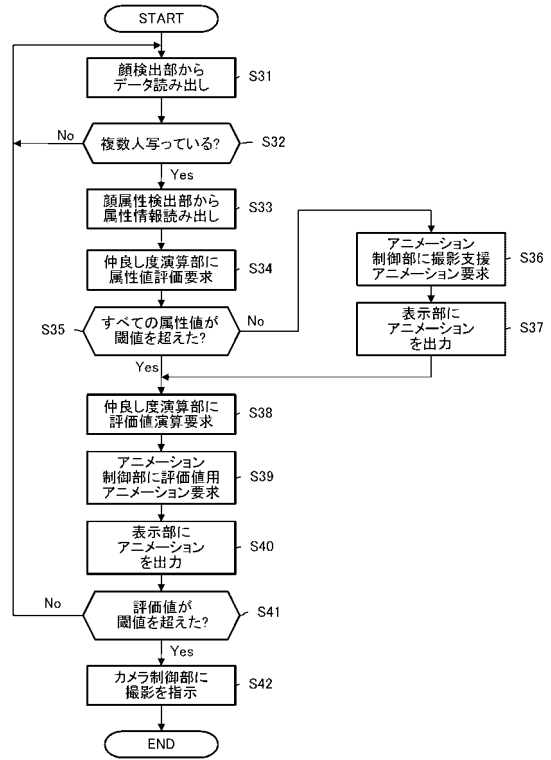 START
顔検出部から
データ読み出し
S31
No
複数人写っている?
S32
Yes
顔属性検出部から
属性情報読み出し
S33
仲良し度演算部に
属性値評価要求
S34
S35
すべての属性値が
閾値を超えた?
No
アニメーション
制御部に撮影支援
アニメーション要求
S36
表示部に
アニメーション
を出力
S37
Yes
仲良し度演算部に
評価値演算要求
S38
アニメーション
制御部に評価値用
アニメーション要求
S39
表示部に
アニメーション
を出力
S40
No
評価値が
閾値を超えた?
S41
Yes
カメラ制御部に
撮影を指示
S42
END